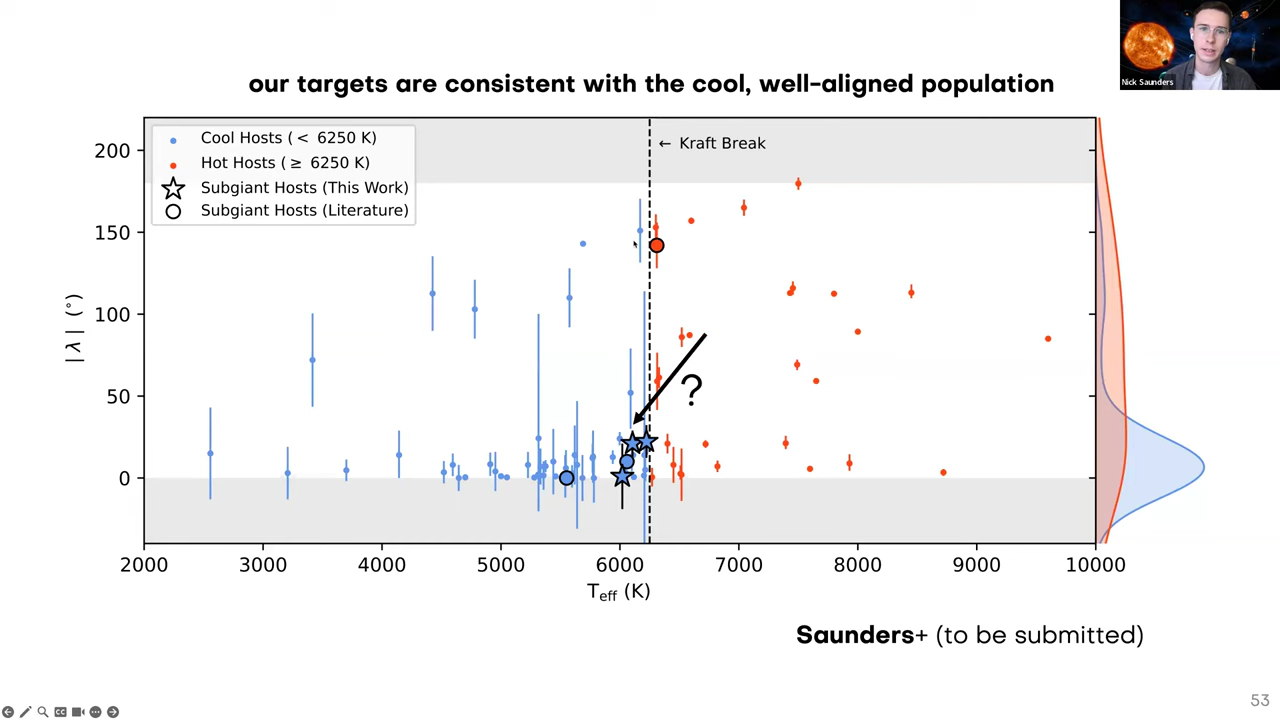 Nick Saunders
our targets are consistent with the cool, well-aligned population
Cool Hosts (< 6250 K)
Hot Hosts (≥ 6250 K)
Subgiant Hosts (This Work)
Subgiant Hosts (Literature)
← Kraft Break
200
150
100
50
0
|λ| (°)
?
2000 3000 4000 5000 6000 7000 8000 9000 10000
Teff (K)
Saunders+ (to be submitted)
53